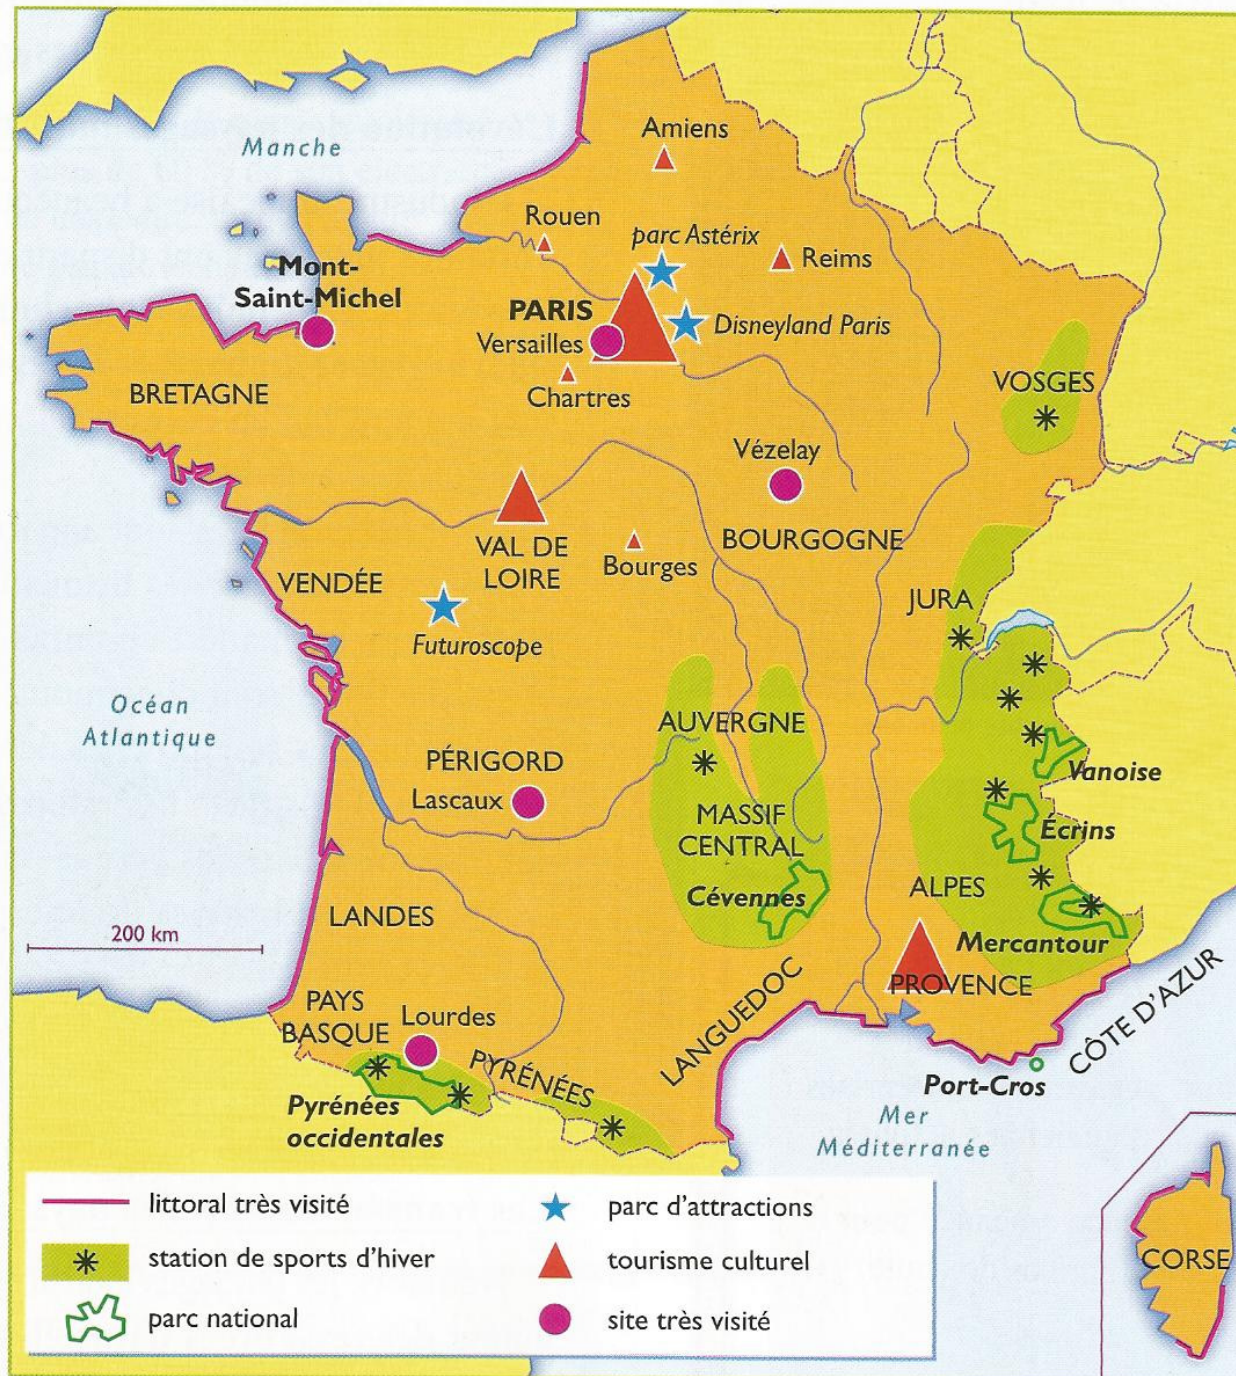 Manche
Amiens
Rouen
parc Astérix
Reims
Mont-
Saint-Michel
PARIS
Versailles
Disneyland Paris
Chartres
BRETAGNE
VOSGES
Vézelay
VAL DE
LOIRE
Bourges
BOURGOGNE
VENDÉE
JURA
Futuroscope
Océan
Atlantique
AUVERGNE
PÉRIGORD
Lascaux
Vanoise
MASSIF
CENTRAL
Écrins
Cévennes
ALPES
LANDES
200 km
Mercantour
PROVENCE
LANGUEDOC
CÔTE D'AZUR
PAYS
BASQUE
Lourdes
PYRÉNÉES
Port-Cros
Pyrénées
occidentales
Mer
Méditerranée
CORSE
littoral très visité
station de sports d'hiver
parc national
parc d'attractions
tourisme culturel
site très visité